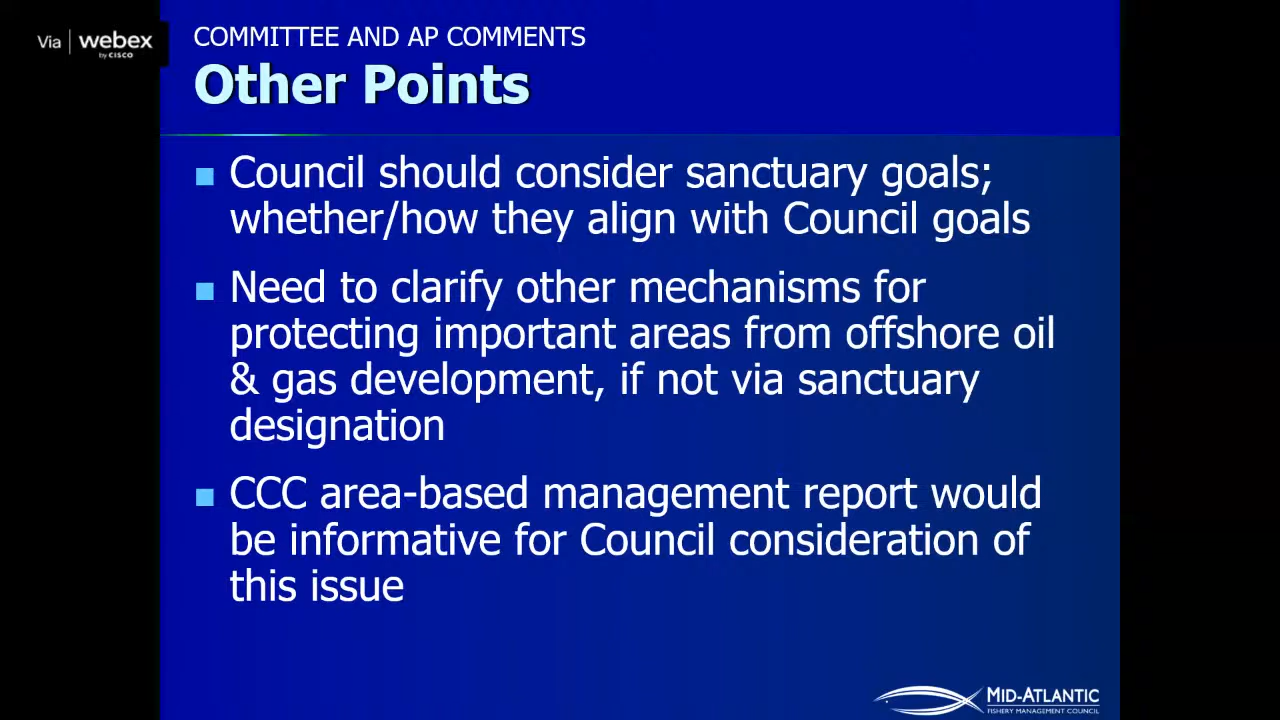 Via webex
by CISCO
COMMITTEE AND AP COMMENTS
Other Points
Council should consider sanctuary goals;
whether/how they align with Council goals
Need to clarify other mechanisms for
protecting important areas from offshore oil
& gas development, if not via sanctuary
designation
CCC area-based management report would
be informative for Council consideration of
this issue
MID-ATLANTIC
FISHERY MANAGEMENT COUNCIL